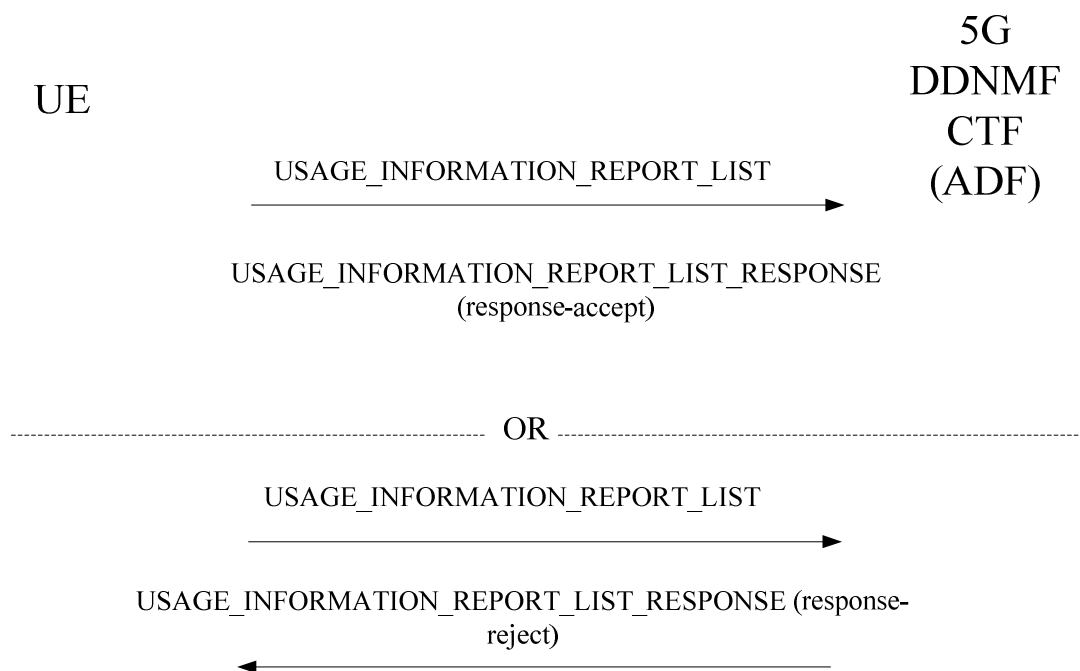 UE
5G
DDNMF
CTF
(ADF)
USAGE_INFORMATION_REPORT_LIST
USAGE_INFORMATION_REPORT_LIST_RESPONSE
(response-accept)
OR
USAGE_INFORMATION_REPORT_LIST
USAGE_INFORMATION_REPORT_LIST_RESPONSE (response-
reject)